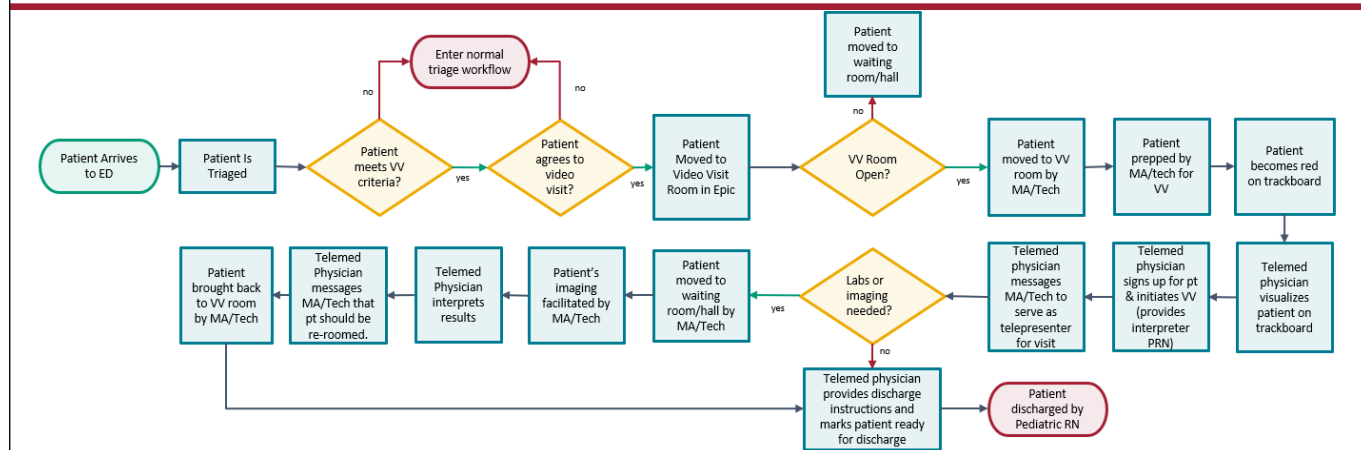 Patient
moved to
waiting
room/hall
Enter normal
triage workflow
no
no
no
Patient Arrives
to ED
Patient Is
Triaged
Patient
meets VV
criteria?
yes
Patient
agrees to
video
visit?
yes
Patient
Moved to
Video Visit
Room in Epic
VV Room
Open?
yes
Patient
moved to VV
room by
MA/Tech
Patient
prepped by
MA/tech for
VV
Patient
becomes red
on trackboard
Patient
brought back
to VV room
by MA/Tech
Telemed
Physician
messages
MA/Tech that
pt should be
re-roomed.
Telemed
Physician
interprets
results
Patient's
imaging
facilitated by
MA/Tech
Patient
moved to
waiting
room/hall by
MA/Tech
yes
Labs or
imaging
needed?
Telemed
physician
messages
MA/Tech to
serve as
telepresenter
for visit
Telemed
physician
signs up for pt
& initiates VV
(provides
interpreter
PRN)
Telemed
physician
visualizes
patient on
trackboard
no
Telemed physician
provides discharge
instructions and
marks patient ready
for discharge
Patient
discharged by
Pediatric RN